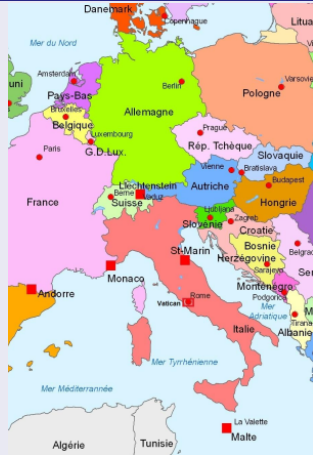 Danemark
Copenhague
Litua
Mer du Nord
Amsterdam
Berlin
Varsovie
uni
Pays-Bas
Pologne
Bruxelles
Allemagne
Belgique
Luxembourg
Prague
Paris
G.D.Lux.
Rép. Tchèque
Slovaquie
Vienne
Bratislava
Liechtenstein
Budapest
Berne
Vaduz
Autriche
France
Suisse
Hongrie
Ljubljana
Slovénie
Zagreb
Croatie
St-Marin
Bosnie
Belgrad
Monaco
Herzégovine
Sarajevo
Ser
Andorre
Monténégro
Rome
Podgorica
Vatican
Mer
Adriatique
M
Tirana
Italie
Albanie
Mer Tyrrhénienne
Mer Méditerrannée
La Valette
Malte
Algérie
Tunisie